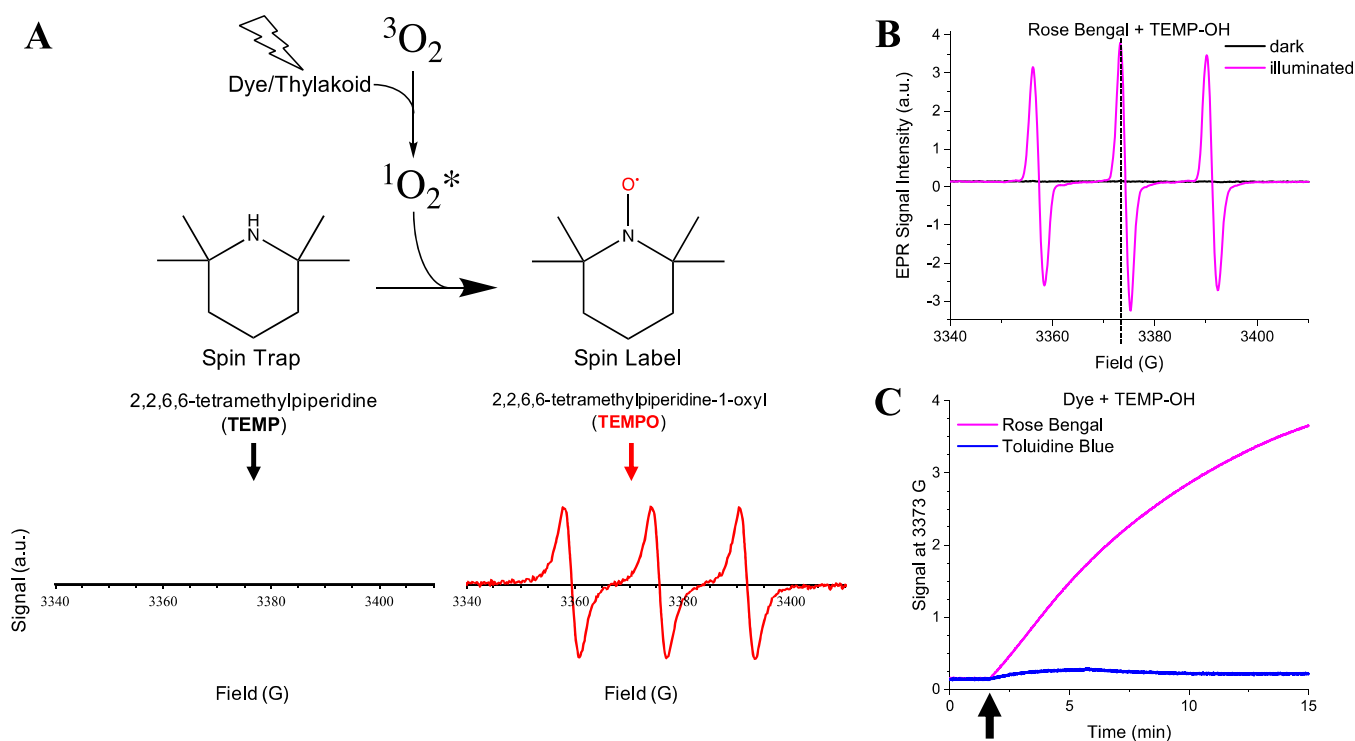 A
³O₂
Dye/Thylakoid
¹O₂*
H
N
O•
N
Spin Trap
Spin Label
2,2,6,6-tetramethylpiperidine
(TEMP)
2,2,6,6-tetramethylpiperidine-1-oxyl
(TEMPO)
Signal (a.u.)
3340 3360 3380 3400
Field (G)
3340 3360 3380 3400
Field (G)
B
Rose Bengal + TEMP-OH
dark
illuminated
EPR Signal Intensity (a.u.)
4
3
2
1
0
-1
-2
-3
3340 3360 3380 3400
Field (G)
C
Dye + TEMP-OH
Rose Bengal
Toluidine Blue
Signal at 3373 G
4
3
2
1
0
0 5 10 15
Time (min)